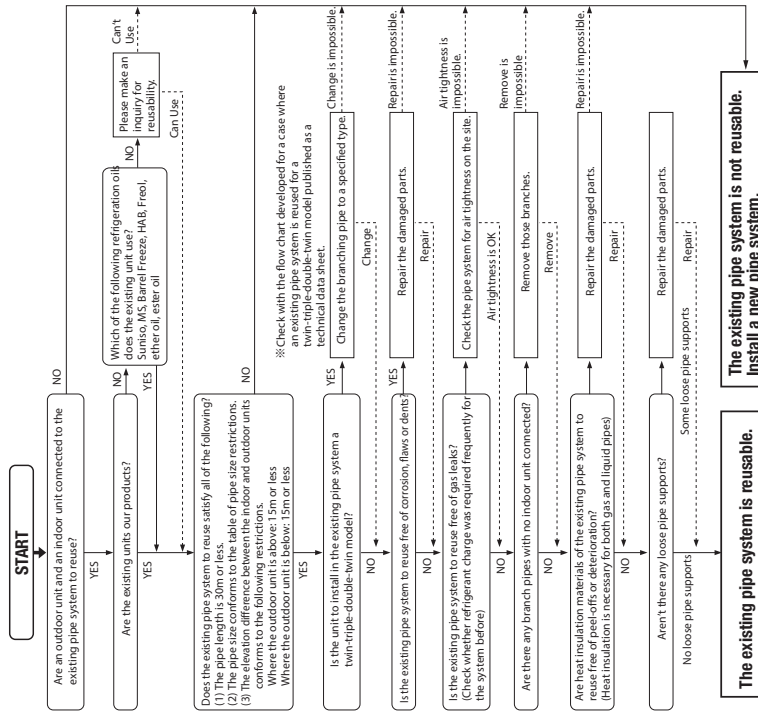 START
Are an outdoor unit and an indoor unit connected to the
existing pipe system to reuse?
NO
YES
Are the existing units our products?
NO
YES
Which of the following refrigeration oils
does the existing unit use?
Suniso, MS, Barrel Freeze, HAB, Freol,
ether oil, ester oil
NO
YES
Please make an
inquiry for
reusability.
Can't
Use
Can Use
Does the existing pipe system to reuse satisfy all of the following?
(1) The pipe length is 30m or less.
(2) The pipe size conforms to the table of pipe size restrictions.
(3) The elevation difference between the indoor and outdoor units
conforms to the following restrictions.
Where the outdoor unit is above: 15m or less
Where the outdoor unit is below: 15m or less
NO
YES
※Check with the flow chart developed for a case where
an existing pipe system is reused for a
twin-triple-double-twin model published as a
technical data sheet.
Is the unit to install in the existing pipe system a
twin-triple-double-twin model?
YES
Change the branching pipe to a specified type.
Change is impossible.
Change
NO
Is the existing pipe system to reuse free of corrosion, flaws or dents?
YES
Repair the damaged parts.
Repair is impossible.
Repair
NO
Is the existing pipe system to reuse free of gas leaks?
(Check whether refrigerant charge was required frequently for
the system before)
Check the pipe system for air tightness on the site.
Air tightness is
impossible.
Air tightness is OK
NO
Are there any branch pipes with no indoor unit connected?
Remove those branches.
Remove is
impossible
Remove
NO
Are heat insulation materials of the existing pipe system to
reuse free of peel-offs or deterioration?
(Heat insulation is necessary for both gas and liquid pipes)
Repair the damaged parts.
Repair is impossible.
Repair
NO
Aren't there any loose pipe supports?
Repair the damaged parts.
Some loose pipe supports
Repair
No loose pipe supports
The existing pipe system is reusable.
The existing pipe system is not reusable.
Install a new pipe system.